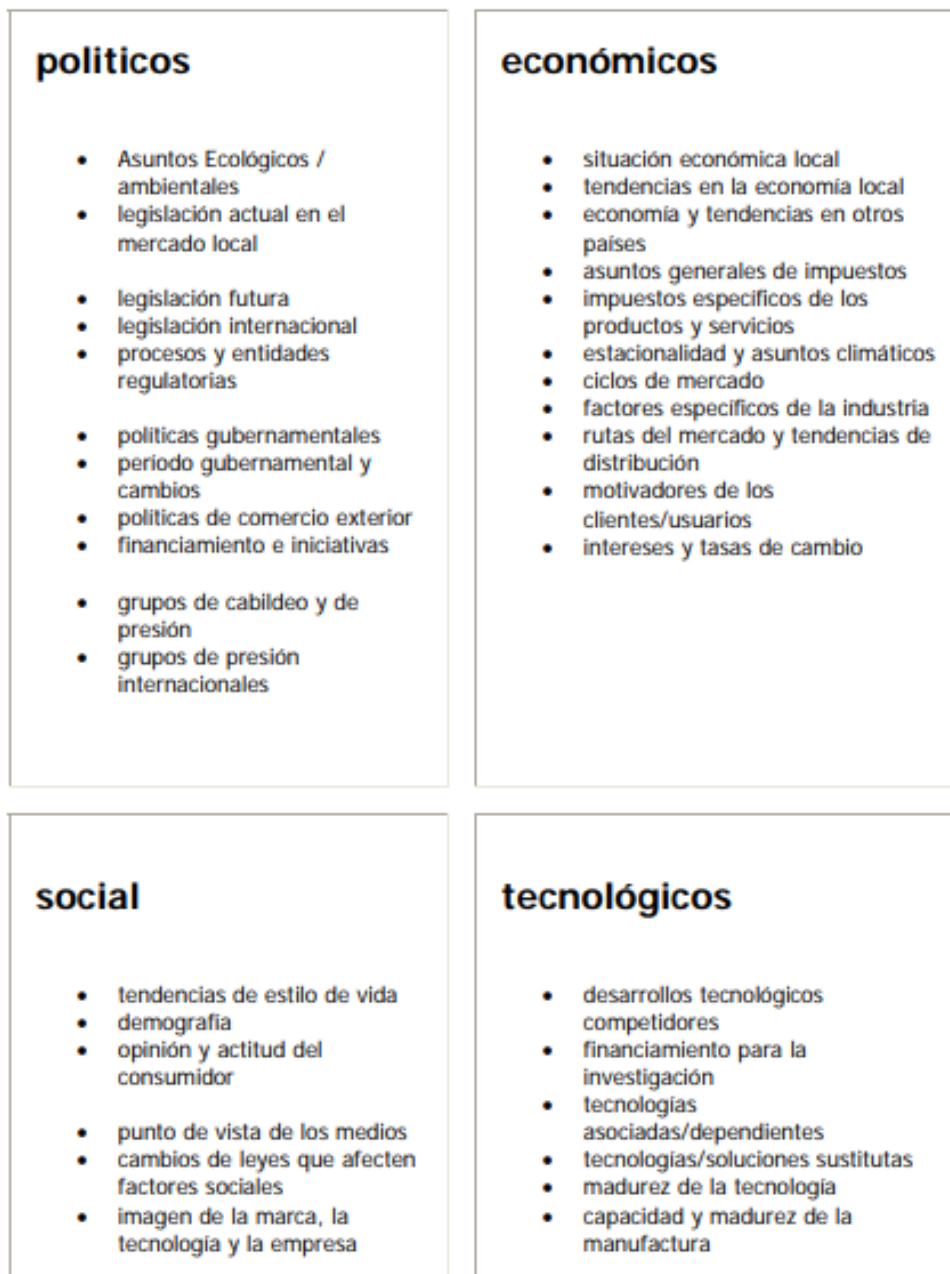 politicos
• Asuntos Ecológicos /
ambientales
• legislación actual en el
mercado local
• legislación futura
• legislación internacional
• procesos y entidades
regulatorias
• políticas gubernamentales
• período gubernamental y
cambios
• políticas de comercio exterior
• financiamiento e iniciativas
• grupos de cabildeo y de
presión
• grupos de presión
internacionales
económicos
• situación económica local
• tendencias en la economía local
• economía y tendencias en otros
países
• asuntos generales de impuestos
• impuestos específicos de los
productos y servicios
• estacionalidad y asuntos climáticos
• ciclos de mercado
• factores específicos de la industria
• rutas del mercado y tendencias de
distribución
• motivadores de los
clientes/usuarios
• intereses y tasas de cambio
social
• tendencias de estilo de vida
• demografía
• opinión y actitud del
consumidor
• punto de vista de los medios
• cambios de leyes que afecten
factores sociales
• imagen de la marca, la
tecnología y la empresa
tecnológicos
• desarrollos tecnológicos
competidores
• financiamiento para la
investigación
• tecnologías
asociadas/dependientes
• tecnologías/soluciones sustitutas
• madurez de la tecnología
• capacidad y madurez de la
manufactura